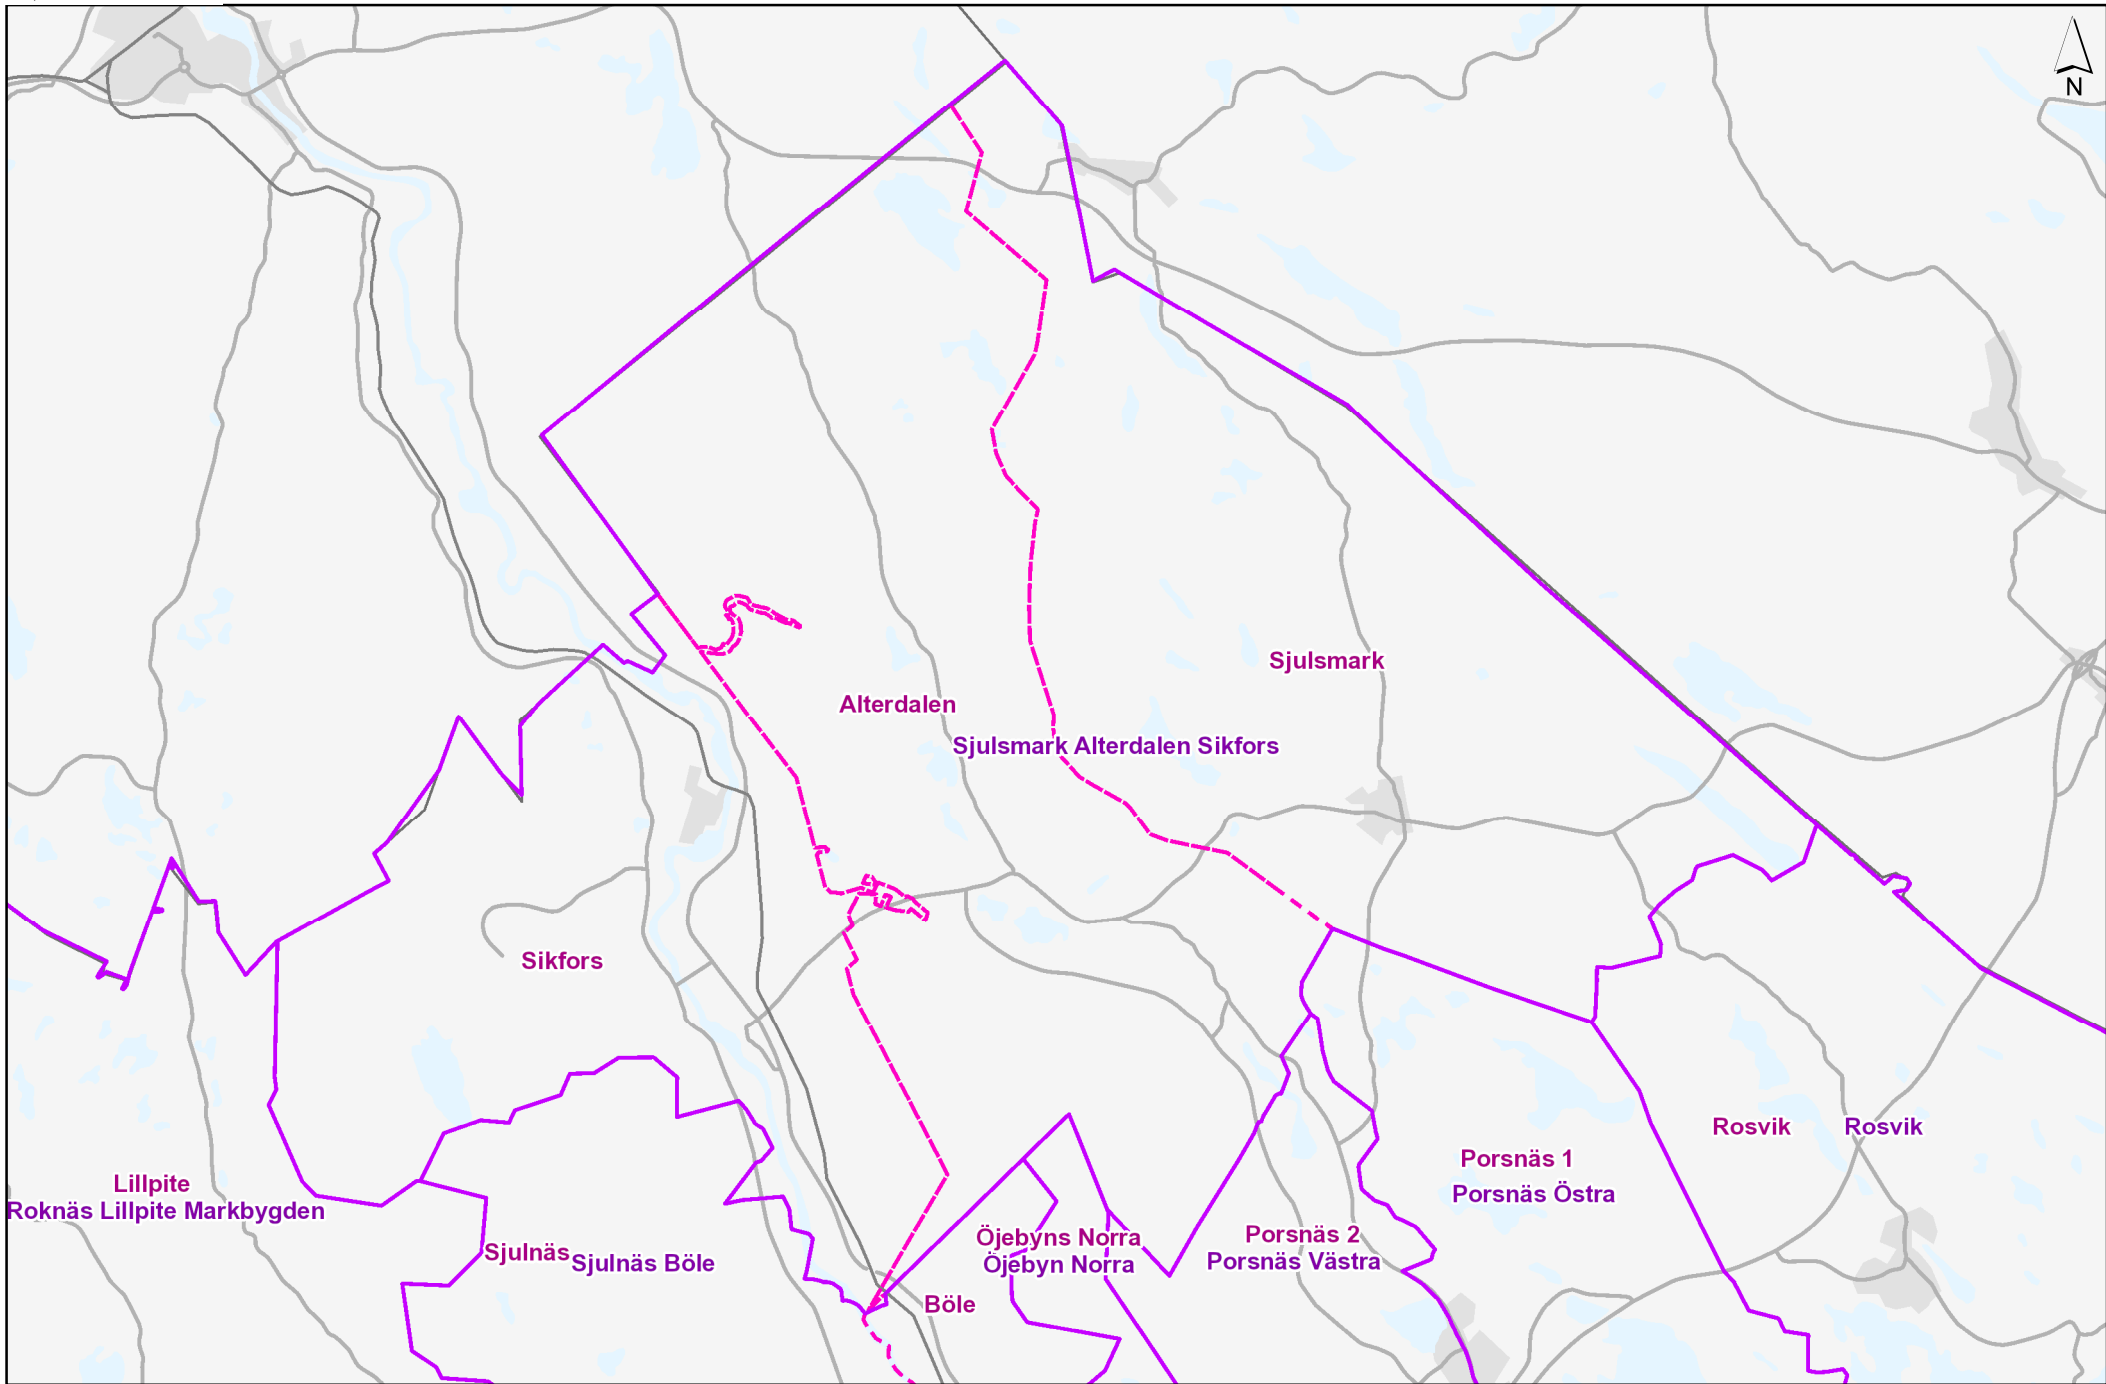 N
Sjulsmark
Alterdalen
Sjulsmark Alterdalen Sikfors
Sikfors
Rosvik
Rosvik
Porsnäs 1
Porsnäs Östra
Lillpite
Roknäs Lillpite Markbygden
Öjebyns Norra
Öjebyn Norra
Porsnäs 2
Porsnäs Västra
Sjulnäs
Sjulnäs Böle
Böle